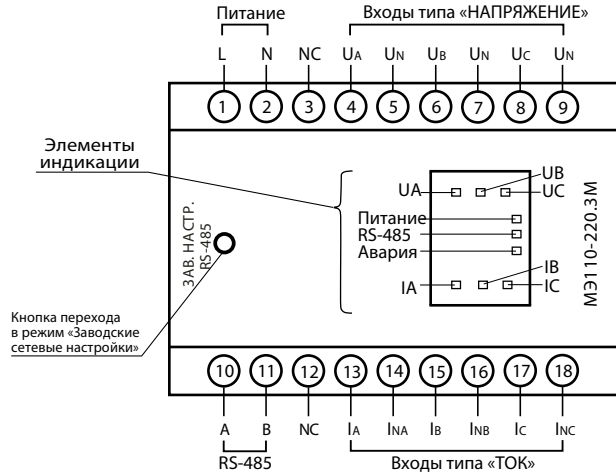 Питание
Входы типа «НАПРЯЖЕНИЕ»
L N NC UA UN UB UN UC UN
1 2 3 4 5 6 7 8 9
Элементы
индикации
UB
UA UC
Питание
RS-485
Авария
IB
IA IC
ЗАВ. НАСТР.
RS-485
МЭ110-220.3М
Кнопка перехода
в режим «Заводские
сетевые настройки»
10 11 12 13 14 15 16 17 18
A B NC IA INA IB INB IC INC
RS-485
Входы типа «ТОК»